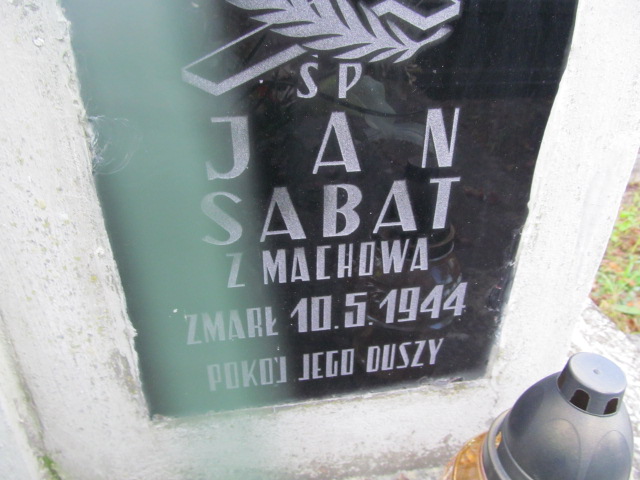 ŚP
JAN
SABAT
Z MACHOWA
ZMARŁ 10.5.1944
POKÓJ JEGO DUSZY